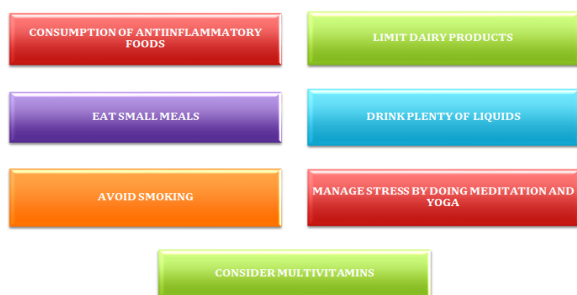 CONSUMPTION OF ANTIINFLAMMATORY
FOODS
LIMIT DAIRY PRODUCTS
EAT SMALL MEALS
DRINK PLENTY OF LIQUIDS
AVOID SMOKING
MANAGE STRESS BY DOING MEDITATION AND
YOGA
CONSIDER MULTIVITAMINS